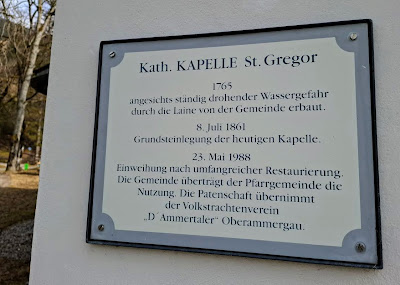 Kath. KAPELLE St. Gregor
1765
angesichts ständig drohender Wassergefahr
durch die Laine von der Gemeinde erbaut.
8. Juli 1861
Grundsteinlegung der heutigen Kapelle.
23. Mai 1988
Einweihung nach umfangreicher Restaurierung.
Die Gemeinde überträgt der Pfarrgemeinde die
Nutzung. Die Patenschaft übernimmt
der Volkstrachtenverein
„D´Ammertaler" Oberammergau.